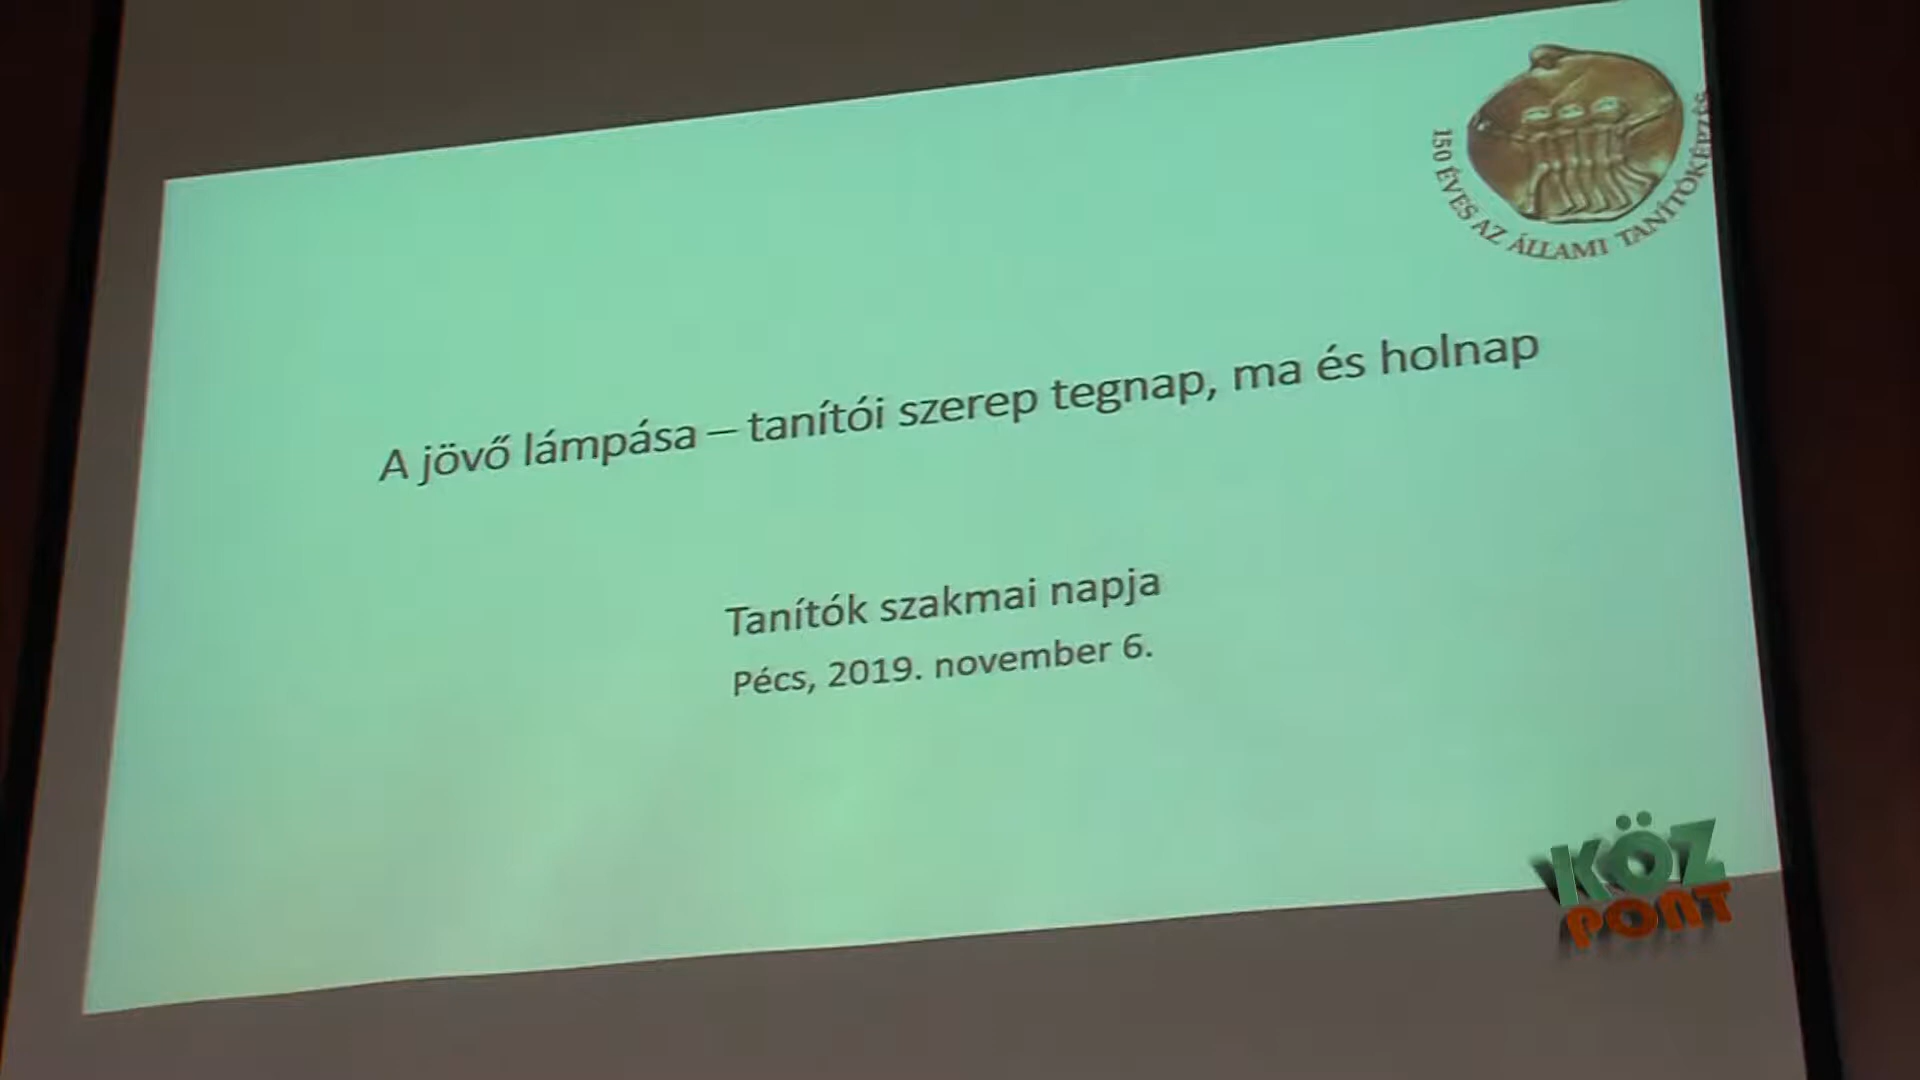 150 ÉVES AZ ÁLLAMI TANÍTÓKÉPZÉS
A jövő lámpása – tanítói szerep tegnap, ma és holnap
Tanítók szakmai napja
Pécs, 2019. november 6.
KÖZ
PONT